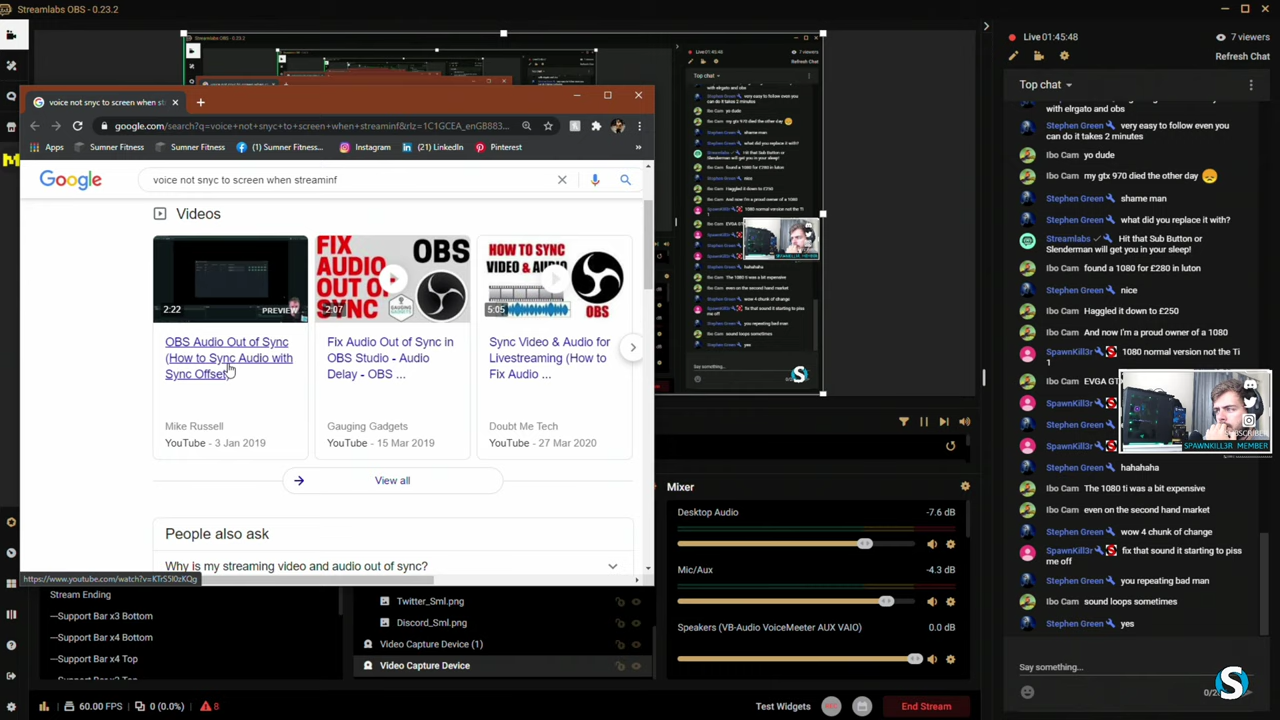 Streamlabs OBS - 0.23.2
Live 01:45:48
7 viewers
Refresh Chat
Top chat
with elrgato and obs
Stephen Green very easy to follow even you
can do it takes 2 minutes
Ibo Cam yo dude
Ibo Cam my gtx 970 died the other day
Stephen Green shame man
Stephen Green what did you replace it with?
Streamlabs Hit that Sub Button or
Slenderman will get you in your sleep!
Ibo Cam found a 1080 for £280 in luton
Stephen Green nice
Ibo Cam Haggled it down to £250
Ibo Cam And now I'm a proud owner of a 1080
SpawnKill3r 1080 normal version not the Ti
1
Ibo Cam EVGA GT
SpawnKill3r
Stephen Green
SpawnKill3r
SPAWNKILL3R MEMBER
Stephen Green hahahaha
Ibo Cam The 1080 ti was a bit expensive
Ibo Cam even on the second hand market
Stephen Green wow 4 chunk of change
SpawnKill3r fix that sound it starting to piss
me off
Stephen Green you repeating bad man
Ibo Cam sound loops sometimes
Stephen Green yes
Say something...
voice not snyc to screen when st
google.com/search?q=voice+not+snyc+to+screen+when+streaminf&rlz=1C1GCEA_enGB883...
Apps
Sumner Fitness
Sumner Fitness
(1) Sumner Fitness...
Instagram
(21) LinkedIn
Pinterest
»
Google
voice not snyc to screen when streaminf
Videos
2:22
PREVIEW
FIX
AUDIO
OUT OF
SYNC
OBS
GAUGING
GADGETS
2:07
HOW TO SYNC
VIDEO & AUDIO
OBS
5:05
OBS Audio Out of Sync
(How to Sync Audio with
Sync Offset)
Mike Russell
YouTube - 3 Jan 2019
Fix Audio Out of Sync in
OBS Studio - Audio
Delay - OBS ...
Gauging Gadgets
YouTube - 15 Mar 2019
Sync Video & Audio for
Livestreaming (How to
Fix Audio ...
Doubt Me Tech
YouTube - 27 Mar 2020
View all
People also ask
Why is my streaming video and audio out of sync?
https://www.youtube.com/watch?v=KTrS5l0zKQg
Stream Ending
—Support Bar x3 Bottom
—Support Bar x4 Bottom
—Support Bar x4 Top
Twitter_Sml.png
Discord_Sml.png
Video Capture Device (1)
Video Capture Device
Mixer
Desktop Audio
-7.6 dB
Mic/Aux
-4.3 dB
Speakers (VB-Audio VoiceMeeter AUX VAIO)
0.0 dB
60.00 FPS
0 (0.0%)
8
Test Widgets
REC
End Stream